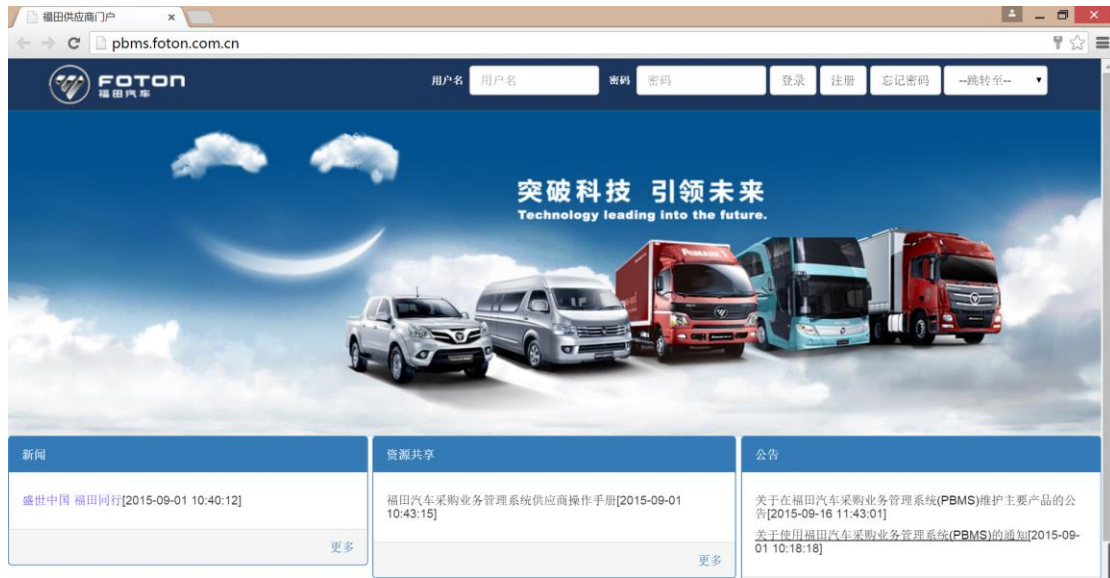 福田供应商门户
pbms.foton.com.cn
FOTON
福田汽车
用户名 用户名 密码 密码 登录 注册 忘记密码 --跳转至--
突破科技 引领未来
Technology leading into the future.
新闻
盛世中国 福田同行[2015-09-01 10:40:12]
更多
资源共享
福田汽车采购业务管理系统供应商操作手册[2015-09-01
10:43:15]
更多
公告
关于在福田汽车采购业务管理系统(PBMS)维护主要产品的公
告[2015-09-16 11:43:01]
关于使用福田汽车采购业务管理系统(PBMS)的通知[2015-09-
01 10:18:18]